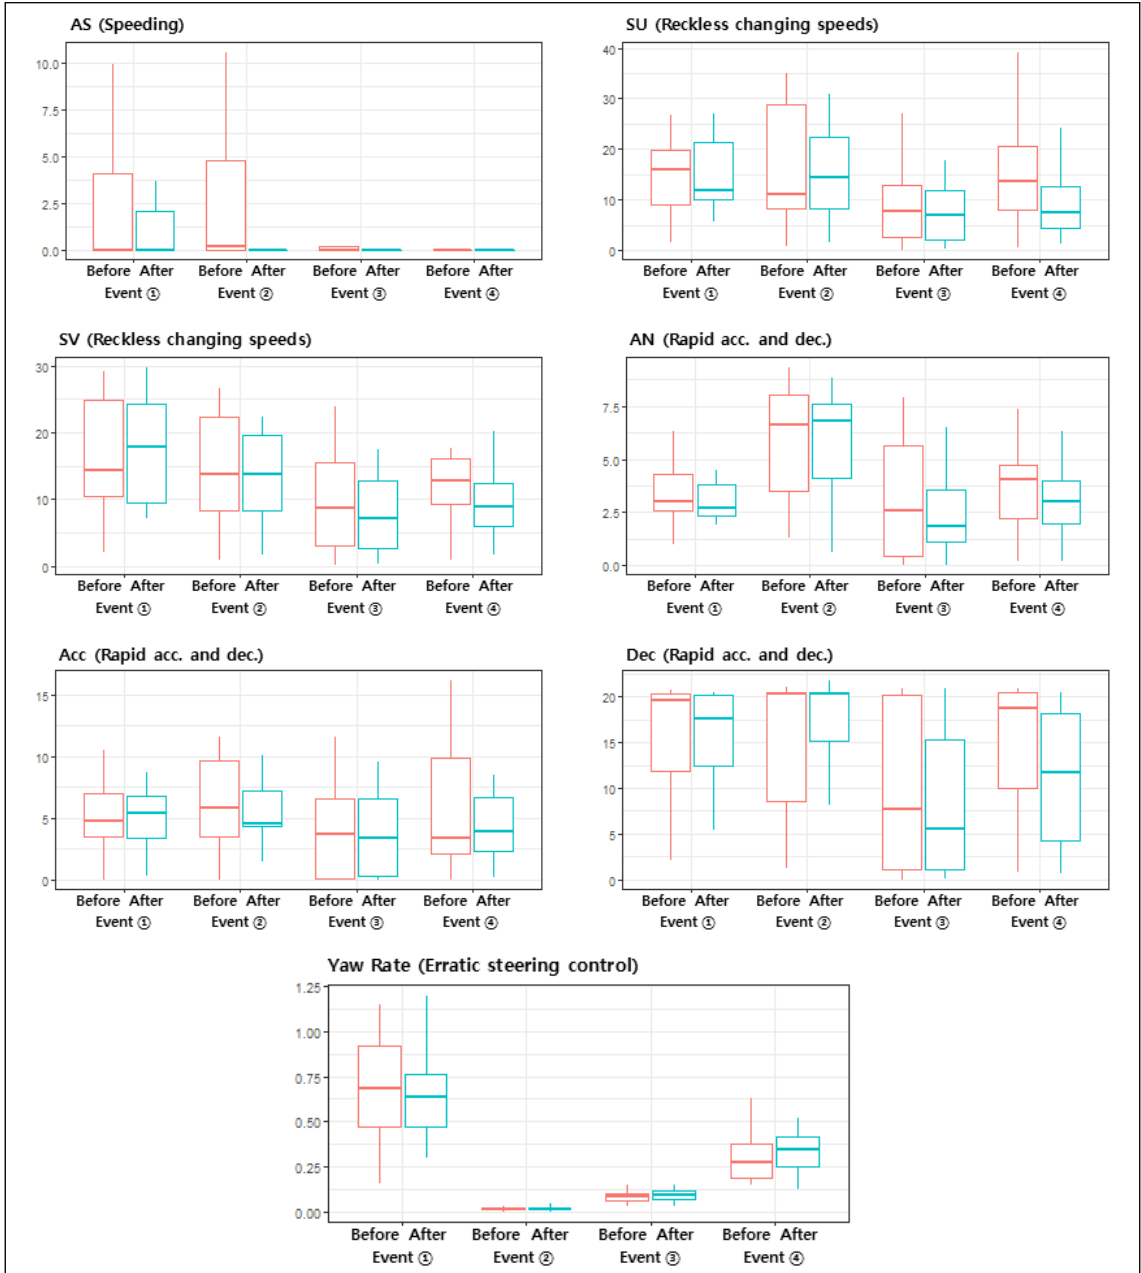 AS (Speeding)
10.0
7.5
5.0
2.5
0.0
Before After Before After Before After Before After
Event ① Event ② Event ③ Event ④
SU (Reckless changing speeds)
40
30
20
10
0
Before After Before After Before After Before After
Event ① Event ② Event ③ Event ④
SV (Reckless changing speeds)
30
20
10
0
Before After Before After Before After Before After
Event ① Event ② Event ③ Event ④
AN (Rapid acc. and dec.)
7.5
5.0
2.5
0.0
Before After Before After Before After Before After
Event ① Event ② Event ③ Event ④
Acc (Rapid acc. and dec.)
15
10
5
0
Before After Before After Before After Before After
Event ① Event ② Event ③ Event ④
Dec (Rapid acc. and dec.)
20
15
10
5
0
Before After Before After Before After Before After
Event ① Event ② Event ③ Event ④
Yaw Rate (Erratic steering control)
1.25
1.00
0.75
0.50
0.25
0.00
Before After Before After Before After Before After
Event ① Event ② Event ③ Event ④